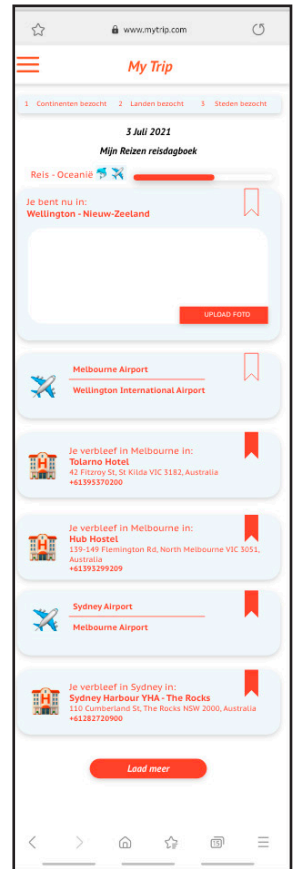 www.mytrip.com
My Trip
1 Continenten bezocht 2 Landen bezocht 3 Steden bezocht
3 Juli 2021
Mijn Reizen reisdagboek
Reis - Oceanië
Je bent nu in:
Wellington - Nieuw-Zeeland
UPLOAD FOTO
Melbourne Airport
Wellington International Airport
Je verbleef in Melbourne in:
Tolarno Hotel
42 Fitzroy St, St Kilda VIC 3182, Australia
+61395370200
Je verbleef in Melbourne in:
Hub Hostel
139-149 Flemington Rd, North Melbourne VIC 3051,
Australia
+61393299209
Sydney Airport
Melbourne Airport
Je verbleef in Sydney in:
Sydney Harbour YHA - The Rocks
110 Cumberland St, The Rocks NSW 2000, Australia
+61282720900
Laad meer